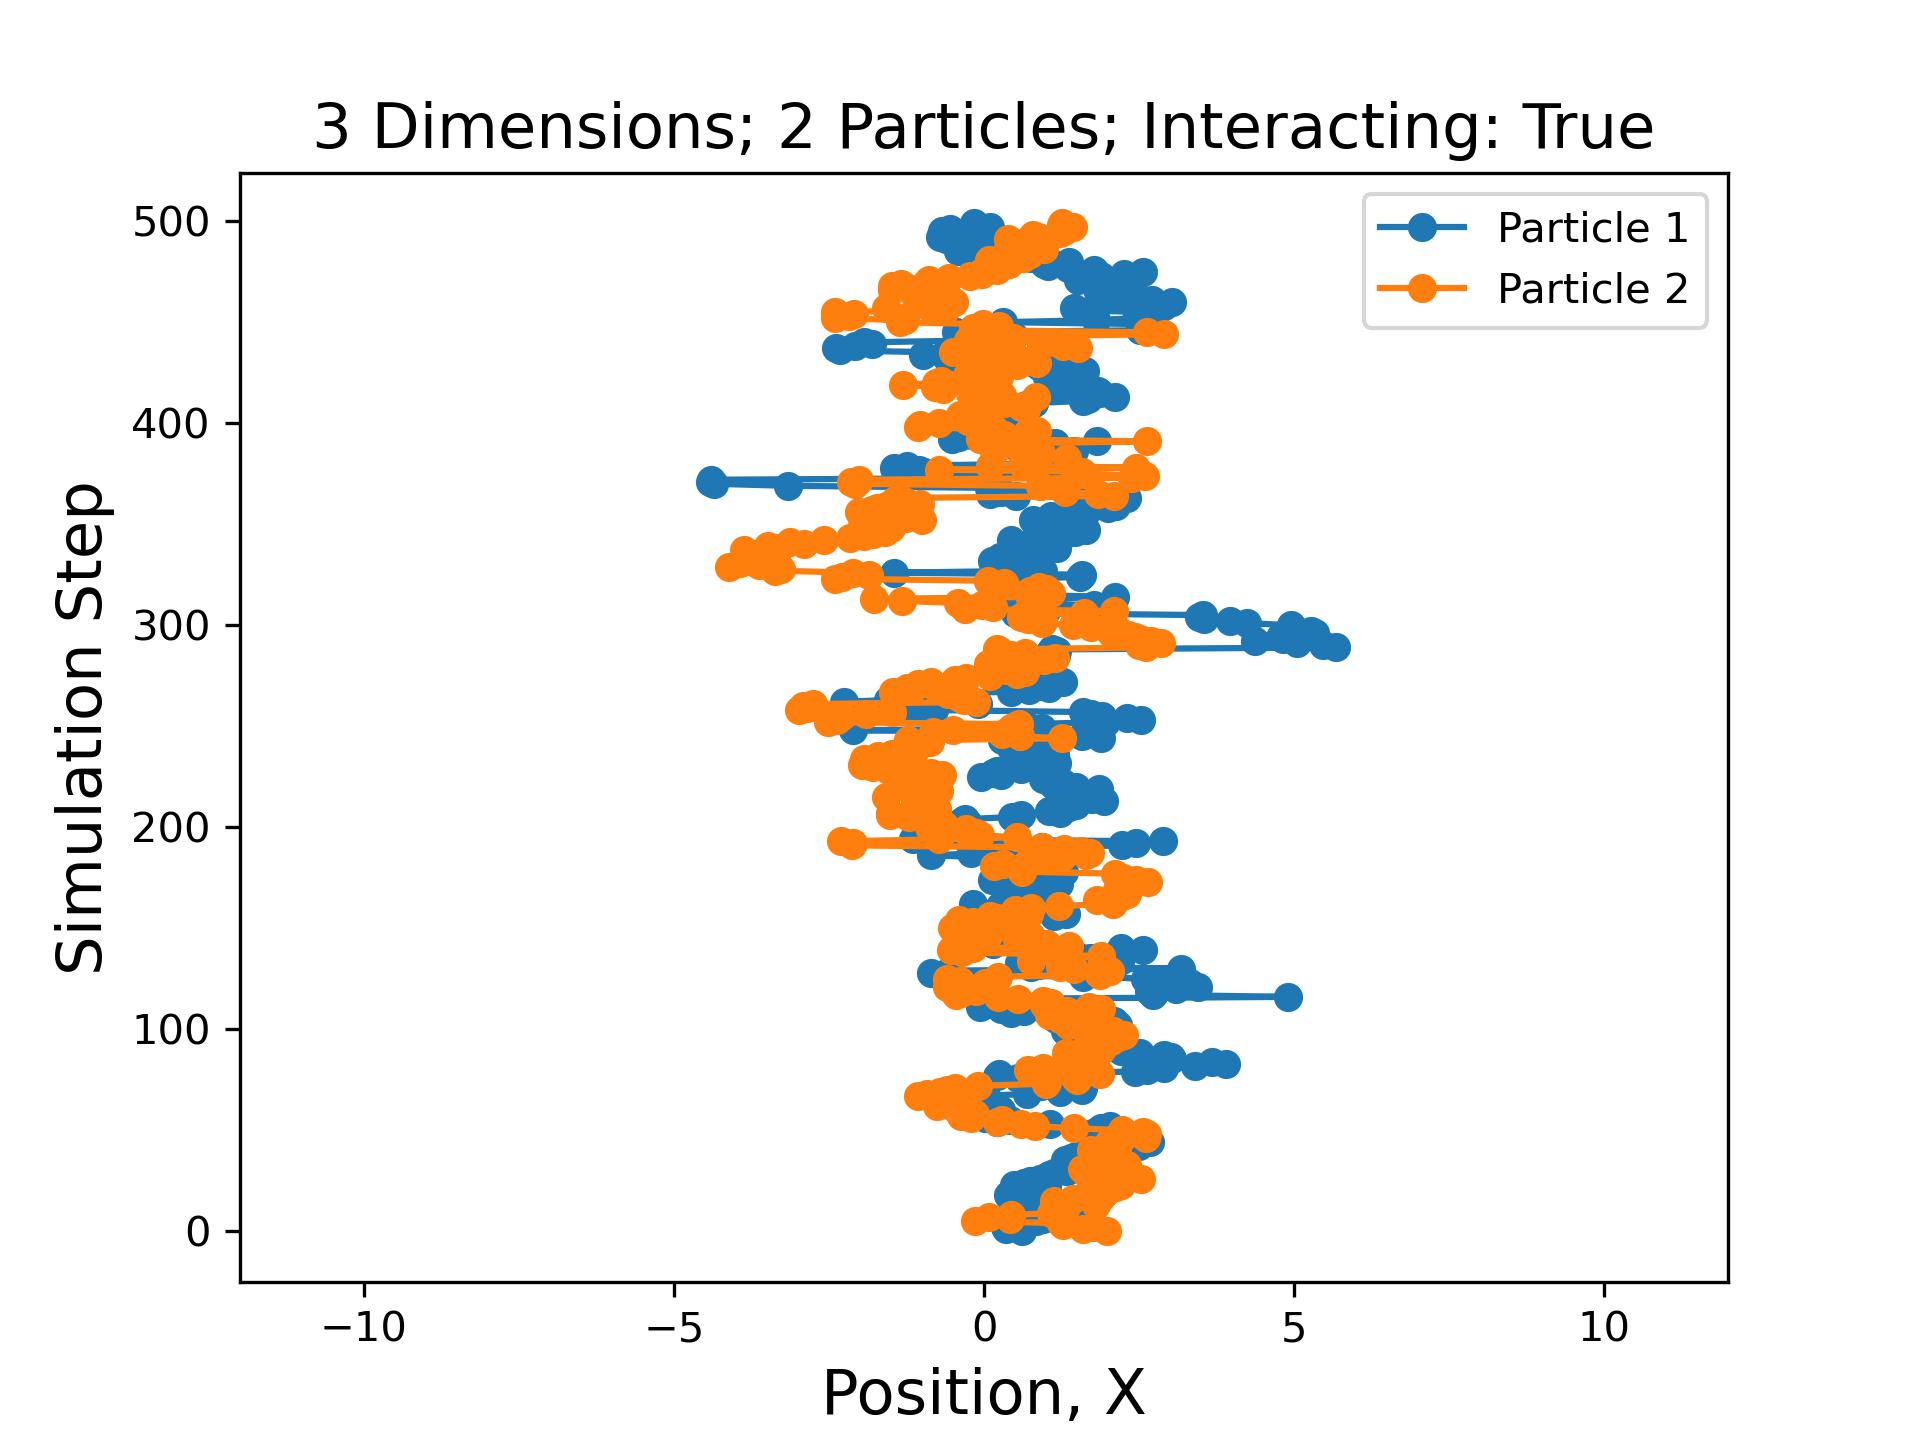 3 Dimensions; 2 Particles; Interacting: True
Particle 1
Particle 2
Simulation Step
500
400
300
200
100
0
−10
−5
0
5
10
Position, X